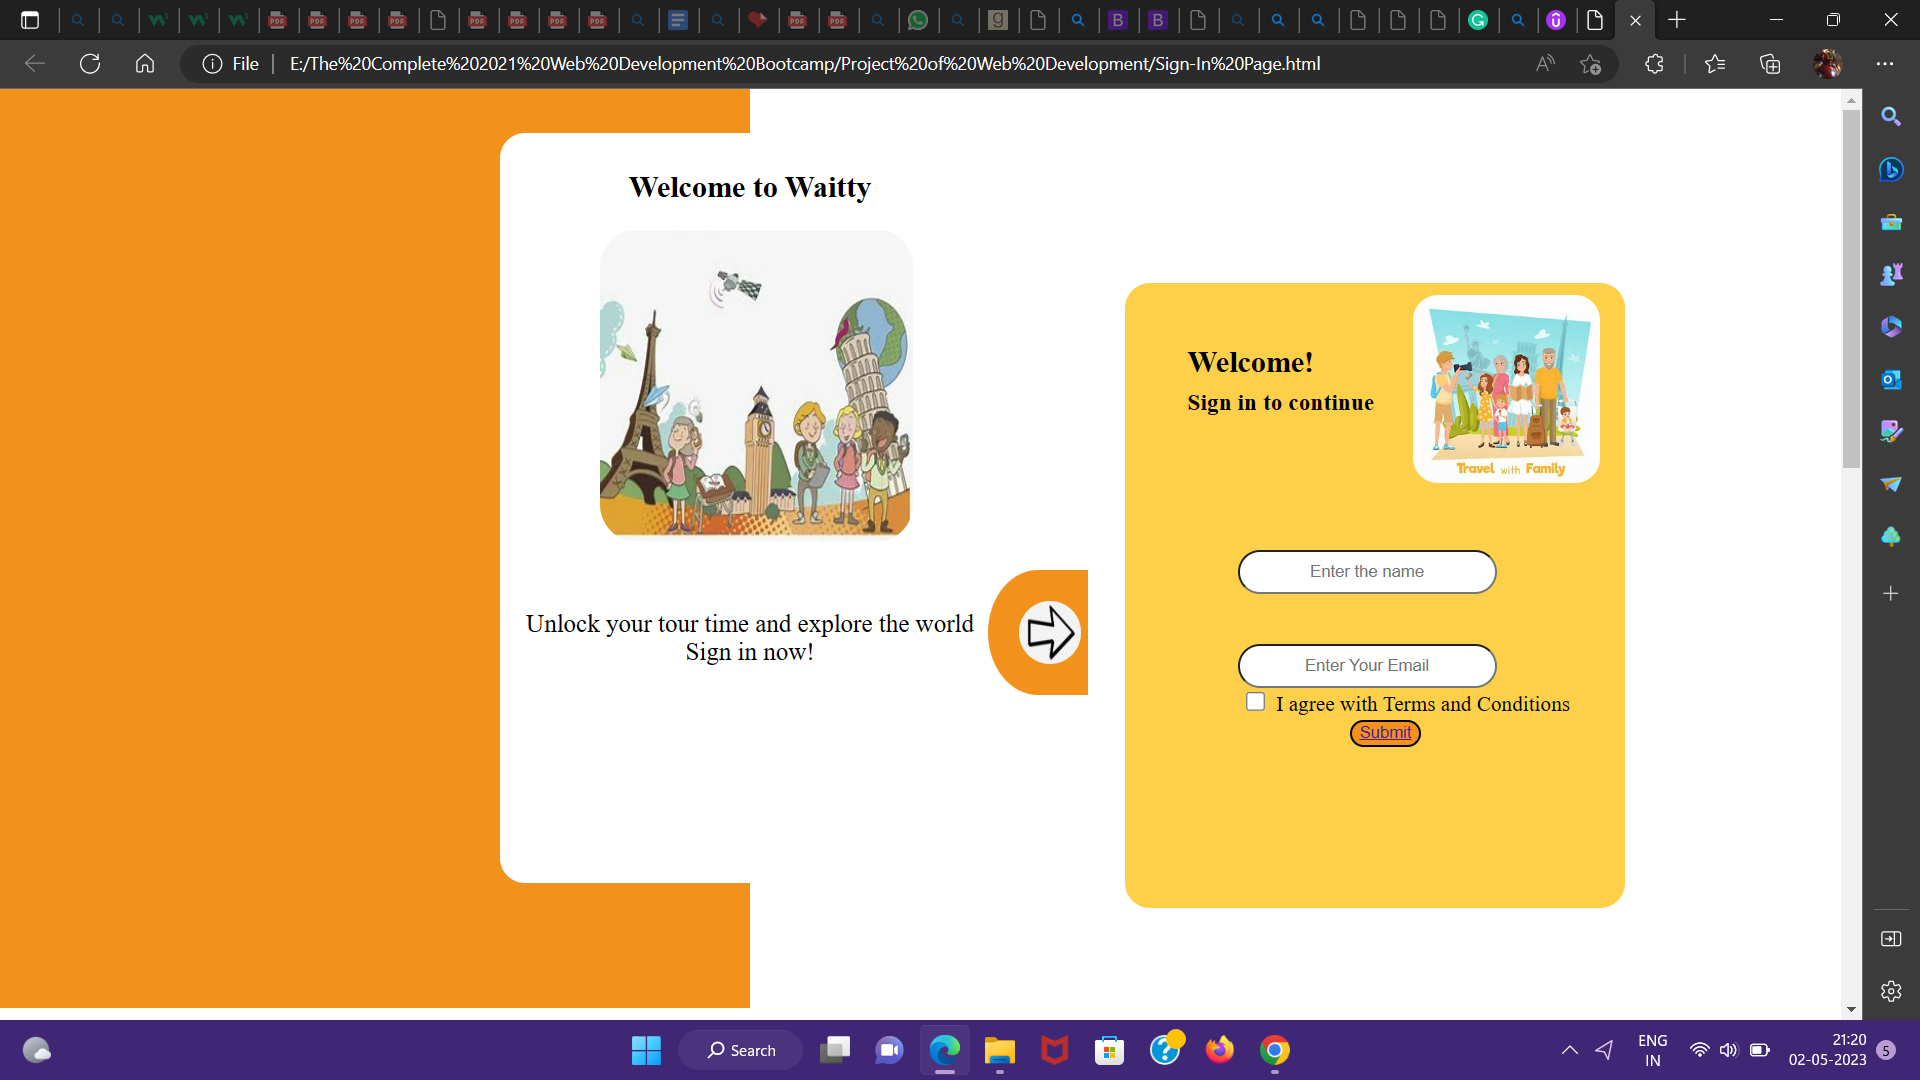 File
E:/The%20Complete%202021%20Web%20Development%20Bootcamp/Project%20of%20Web%20Development/Sign-In%20Page.html
Welcome to Waitty
Unlock your tour time and explore the world
Sign in now!
Welcome!
Sign in to continue
Travel with Family
Enter the name
Enter Your Email
I agree with Terms and Conditions
Submit
Search
ENG
IN
21:20
02-05-2023
5